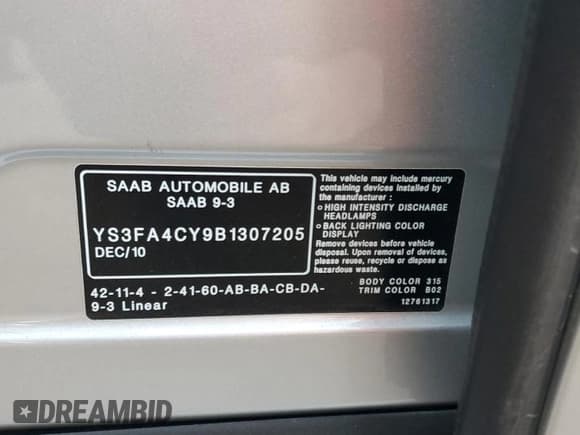 SAAB AUTOMOBILE AB
SAAB 9-3
YS3FA4CY9B1307205
DEC/10
42-11-4 - 2-41-60-AB-BA-CB-DA-
9-3 Linear
This vehicle may include mercury
containing devices installed by
the manufacturer :
○ HIGH INTENSITY DISCHARGE
HEADLAMPS
○ BACK LIGHTING COLOR
DISPLAY
Remove devices before vehicle
disposal. Upon removal of devices,
please reuse, recycle or dispose as
hazardous waste.
BODY COLOR 315
TRIM COLOR B02
12761317
DREAMBID